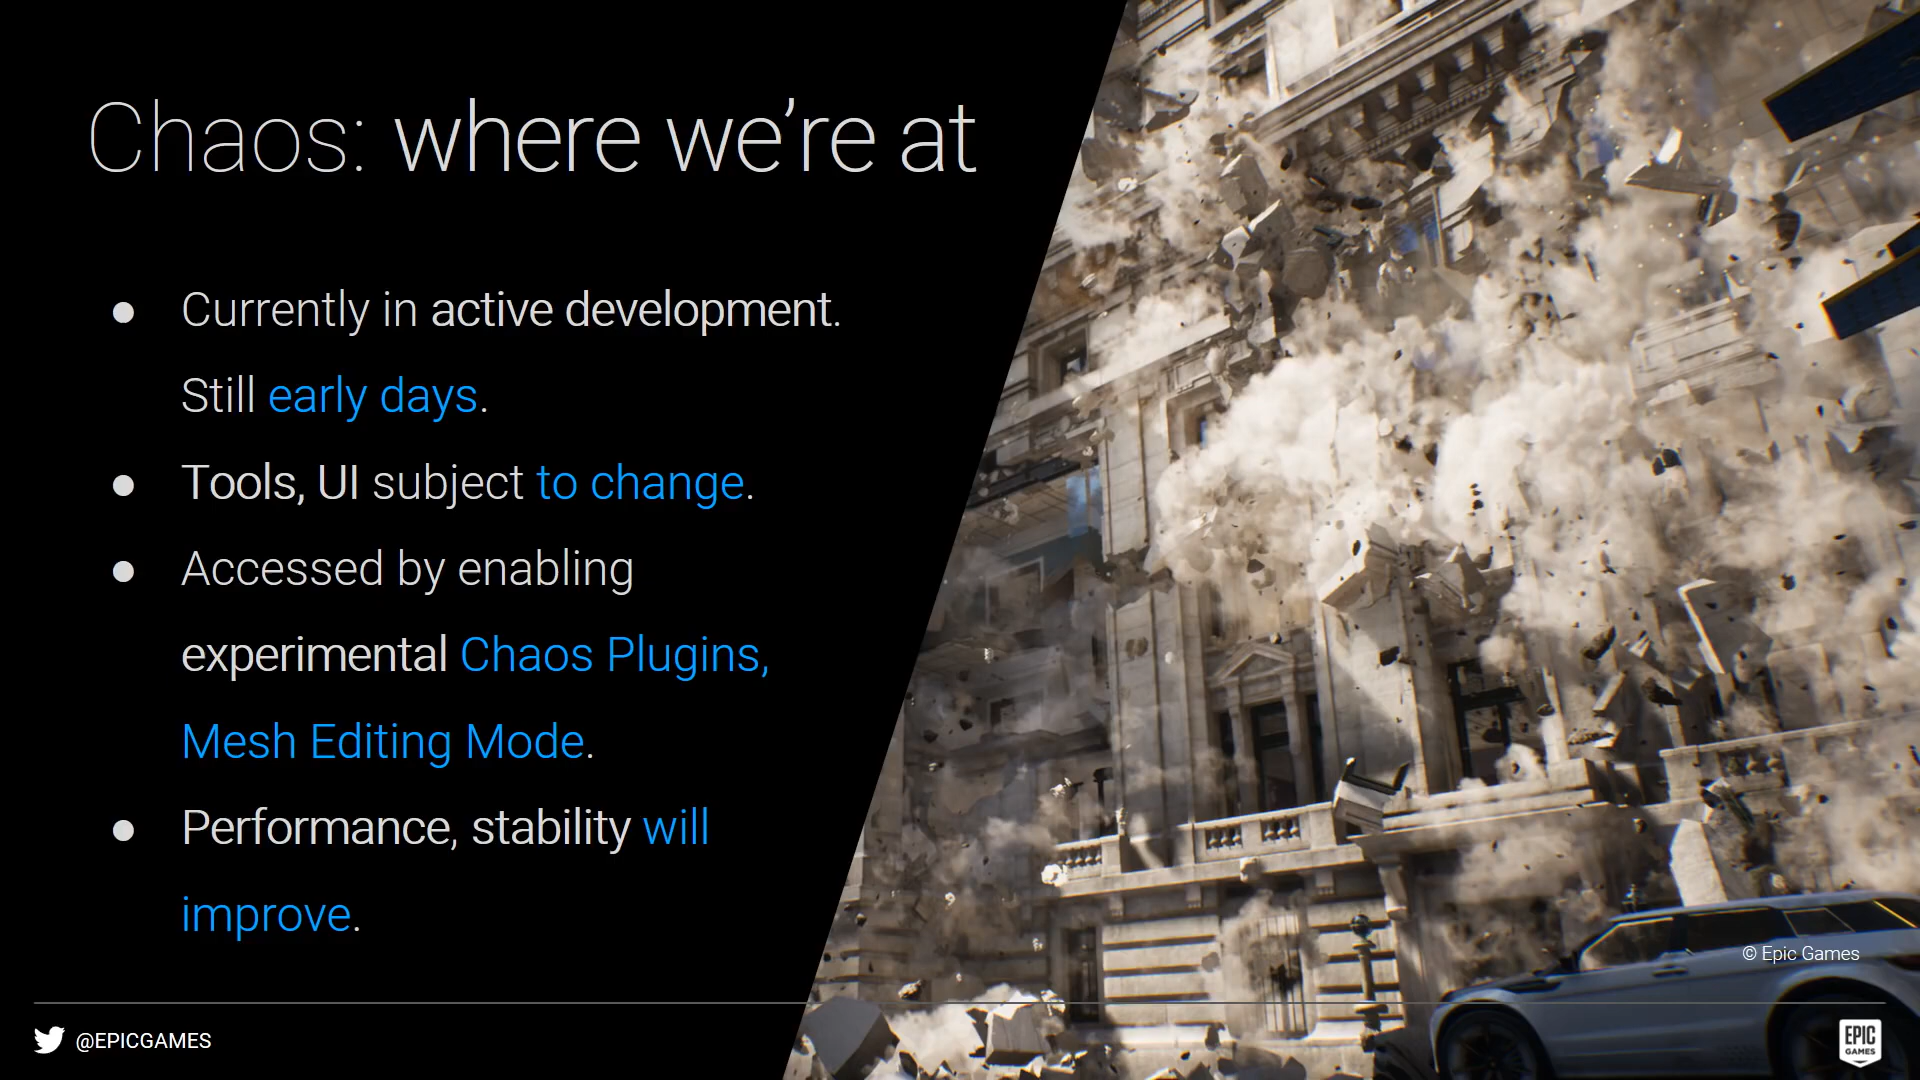 Chaos: where we’re at
● Currently in active development.
Still early days.
● Tools, UI subject to change.
● Accessed by enabling
experimental Chaos Plugins,
Mesh Editing Mode.
● Performance, stability will
improve.
© Epic Games
@EPICGAMES
EPIC
GAMES